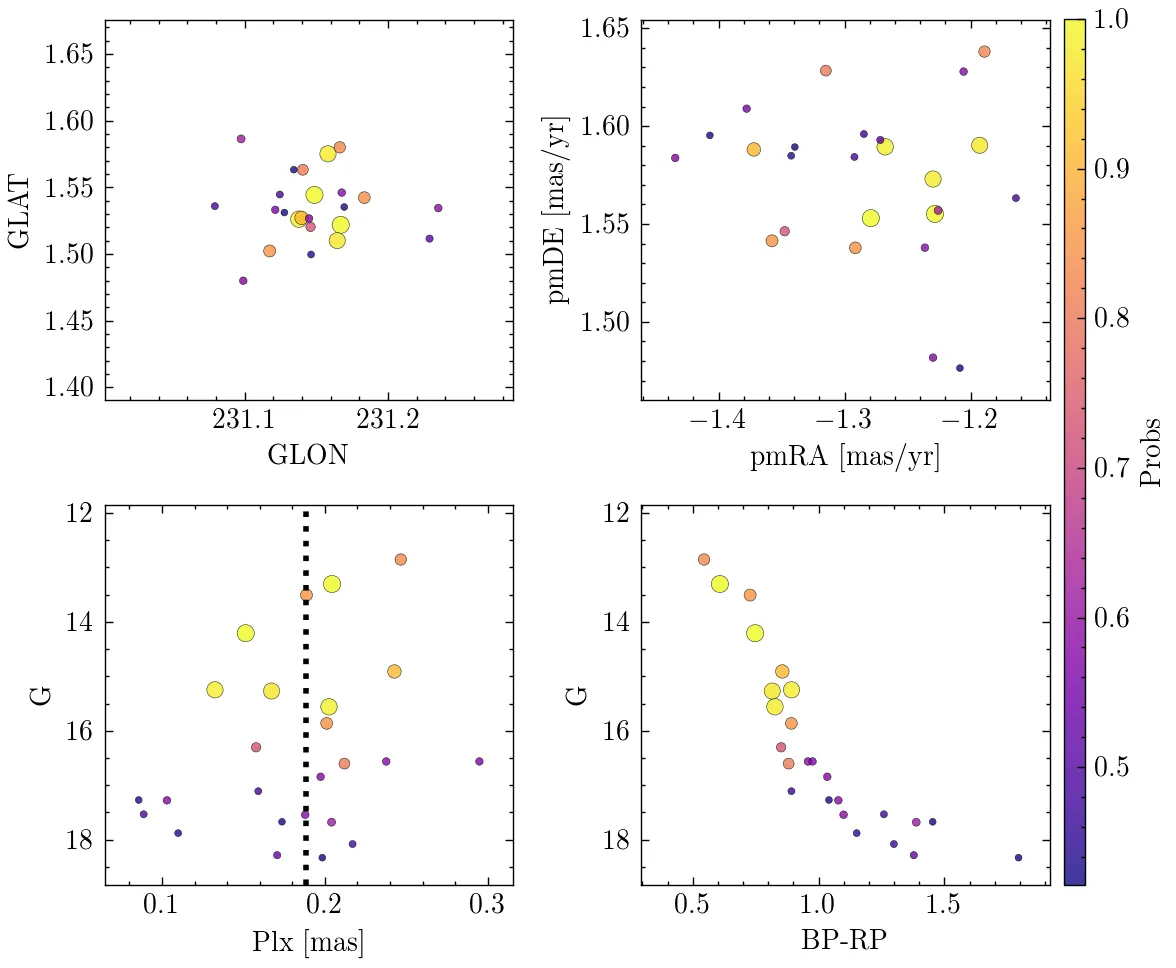 1.65
1.60
1.55
1.50
1.45
1.40
GLAT
231.1 231.2
GLON
1.65
1.60
1.55
1.50
pmDE [mas/yr]
−1.4 −1.3 −1.2
pmRA [mas/yr]
12
14
16
18
G
0.1 0.2 0.3
Plx [mas]
12
14
16
18
G
0.5 1.0 1.5
BP-RP
1.0
0.9
0.8
0.7
0.6
0.5
Probs